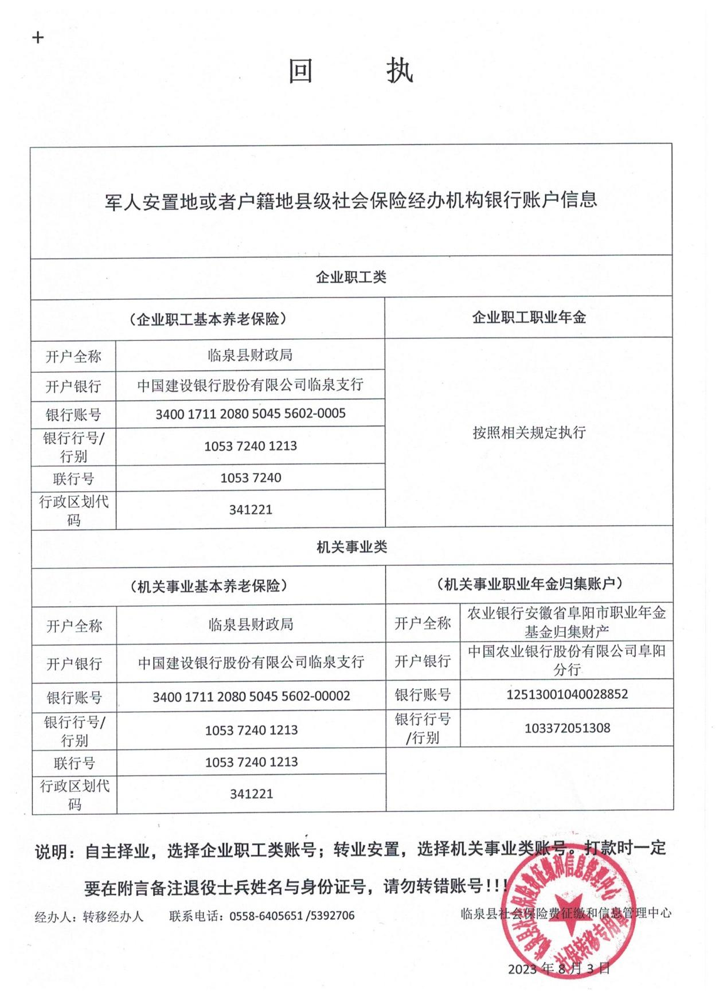 +
回 执
军人安置地或者户籍地县级社会保险经办机构银行账户信息
企业职工类
（企业职工基本养老保险） 企业职工职业年金
开户全称 临泉县财政局
开户银行 中国建设银行股份有限公司临泉支行
银行账号 3400 1711 2080 5045 5602-0005
按照相关规定执行
银行行号/
行别
1053 7240 1213
联行号 1053 7240
行政区划代
码
341221
机关事业类
（机关事业基本养老保险） （机关事业职业年金归集账户）
开户全称 临泉县财政局 开户全称
农业银行安徽省阜阳市职业年金
基金归集财产
开户银行 中国建设银行股份有限公司临泉支行 开户银行
中国农业银行股份有限公司阜阳
分行
银行账号 3400 1711 2080 5045 5602-00002 银行账号 12513001040028852
银行行号/
行别
1053 7240 1213
银行行号
/行别
103372051308
联行号 1053 7240 1213
行政区划代
码
341221
说明：自主择业，选择企业职工类账号；转业安置，选择机关事业类账号。打款时一定
要在附言备注退役士兵姓名与身份证号，请勿转错账号!!!
经办人：转移经办人 联系电话：0558-6405651 /5392706 临泉县社会保险费征缴和信息管理中心
临泉县社会保险费征缴和信息管理中心
社保转移专用章
2023 年 8 月 3 日